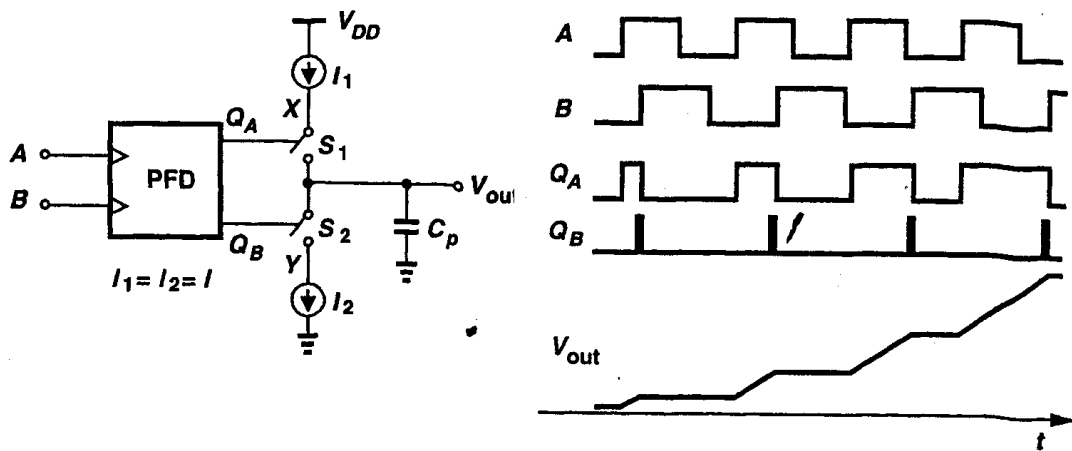 V_DD
I_1
X
Q_A
S_1
A
PFD
B
V_out
S_2
C_p
Q_B
Y
I_1 = I_2 = I
I_2
A
B
Q_A
Q_B
V_out
t